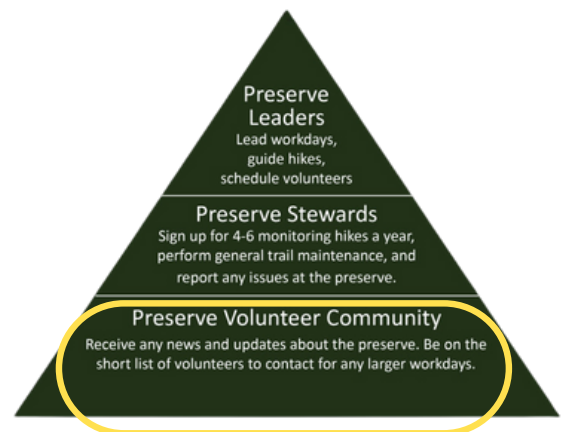 Preserve
Leaders
Lead workdays,
guide hikes,
schedule volunteers
Preserve Stewards
Sign up for 4-6 monitoring hikes a year,
perform general trail maintenance, and
report any issues at the preserve.
Preserve Volunteer Community
Receive any news and updates about the preserve. Be on the
short list of volunteers to contact for any larger workdays.